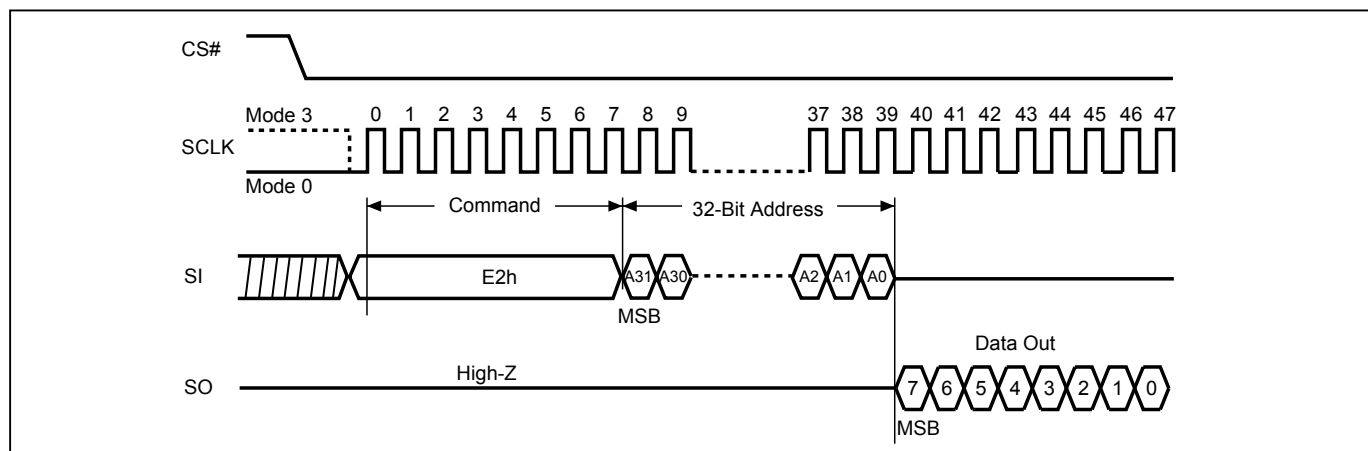 CS#
Mode 3
0 1 2 3 4 5 6 7 8 9 37 38 39 40 41 42 43 44 45 46 47
SCLK
Mode 0
Command 32-Bit Address
SI E2h A31 A30 A2 A1 A0
MSB
Data Out
High-Z
SO 7 6 5 4 3 2 1 0
MSB